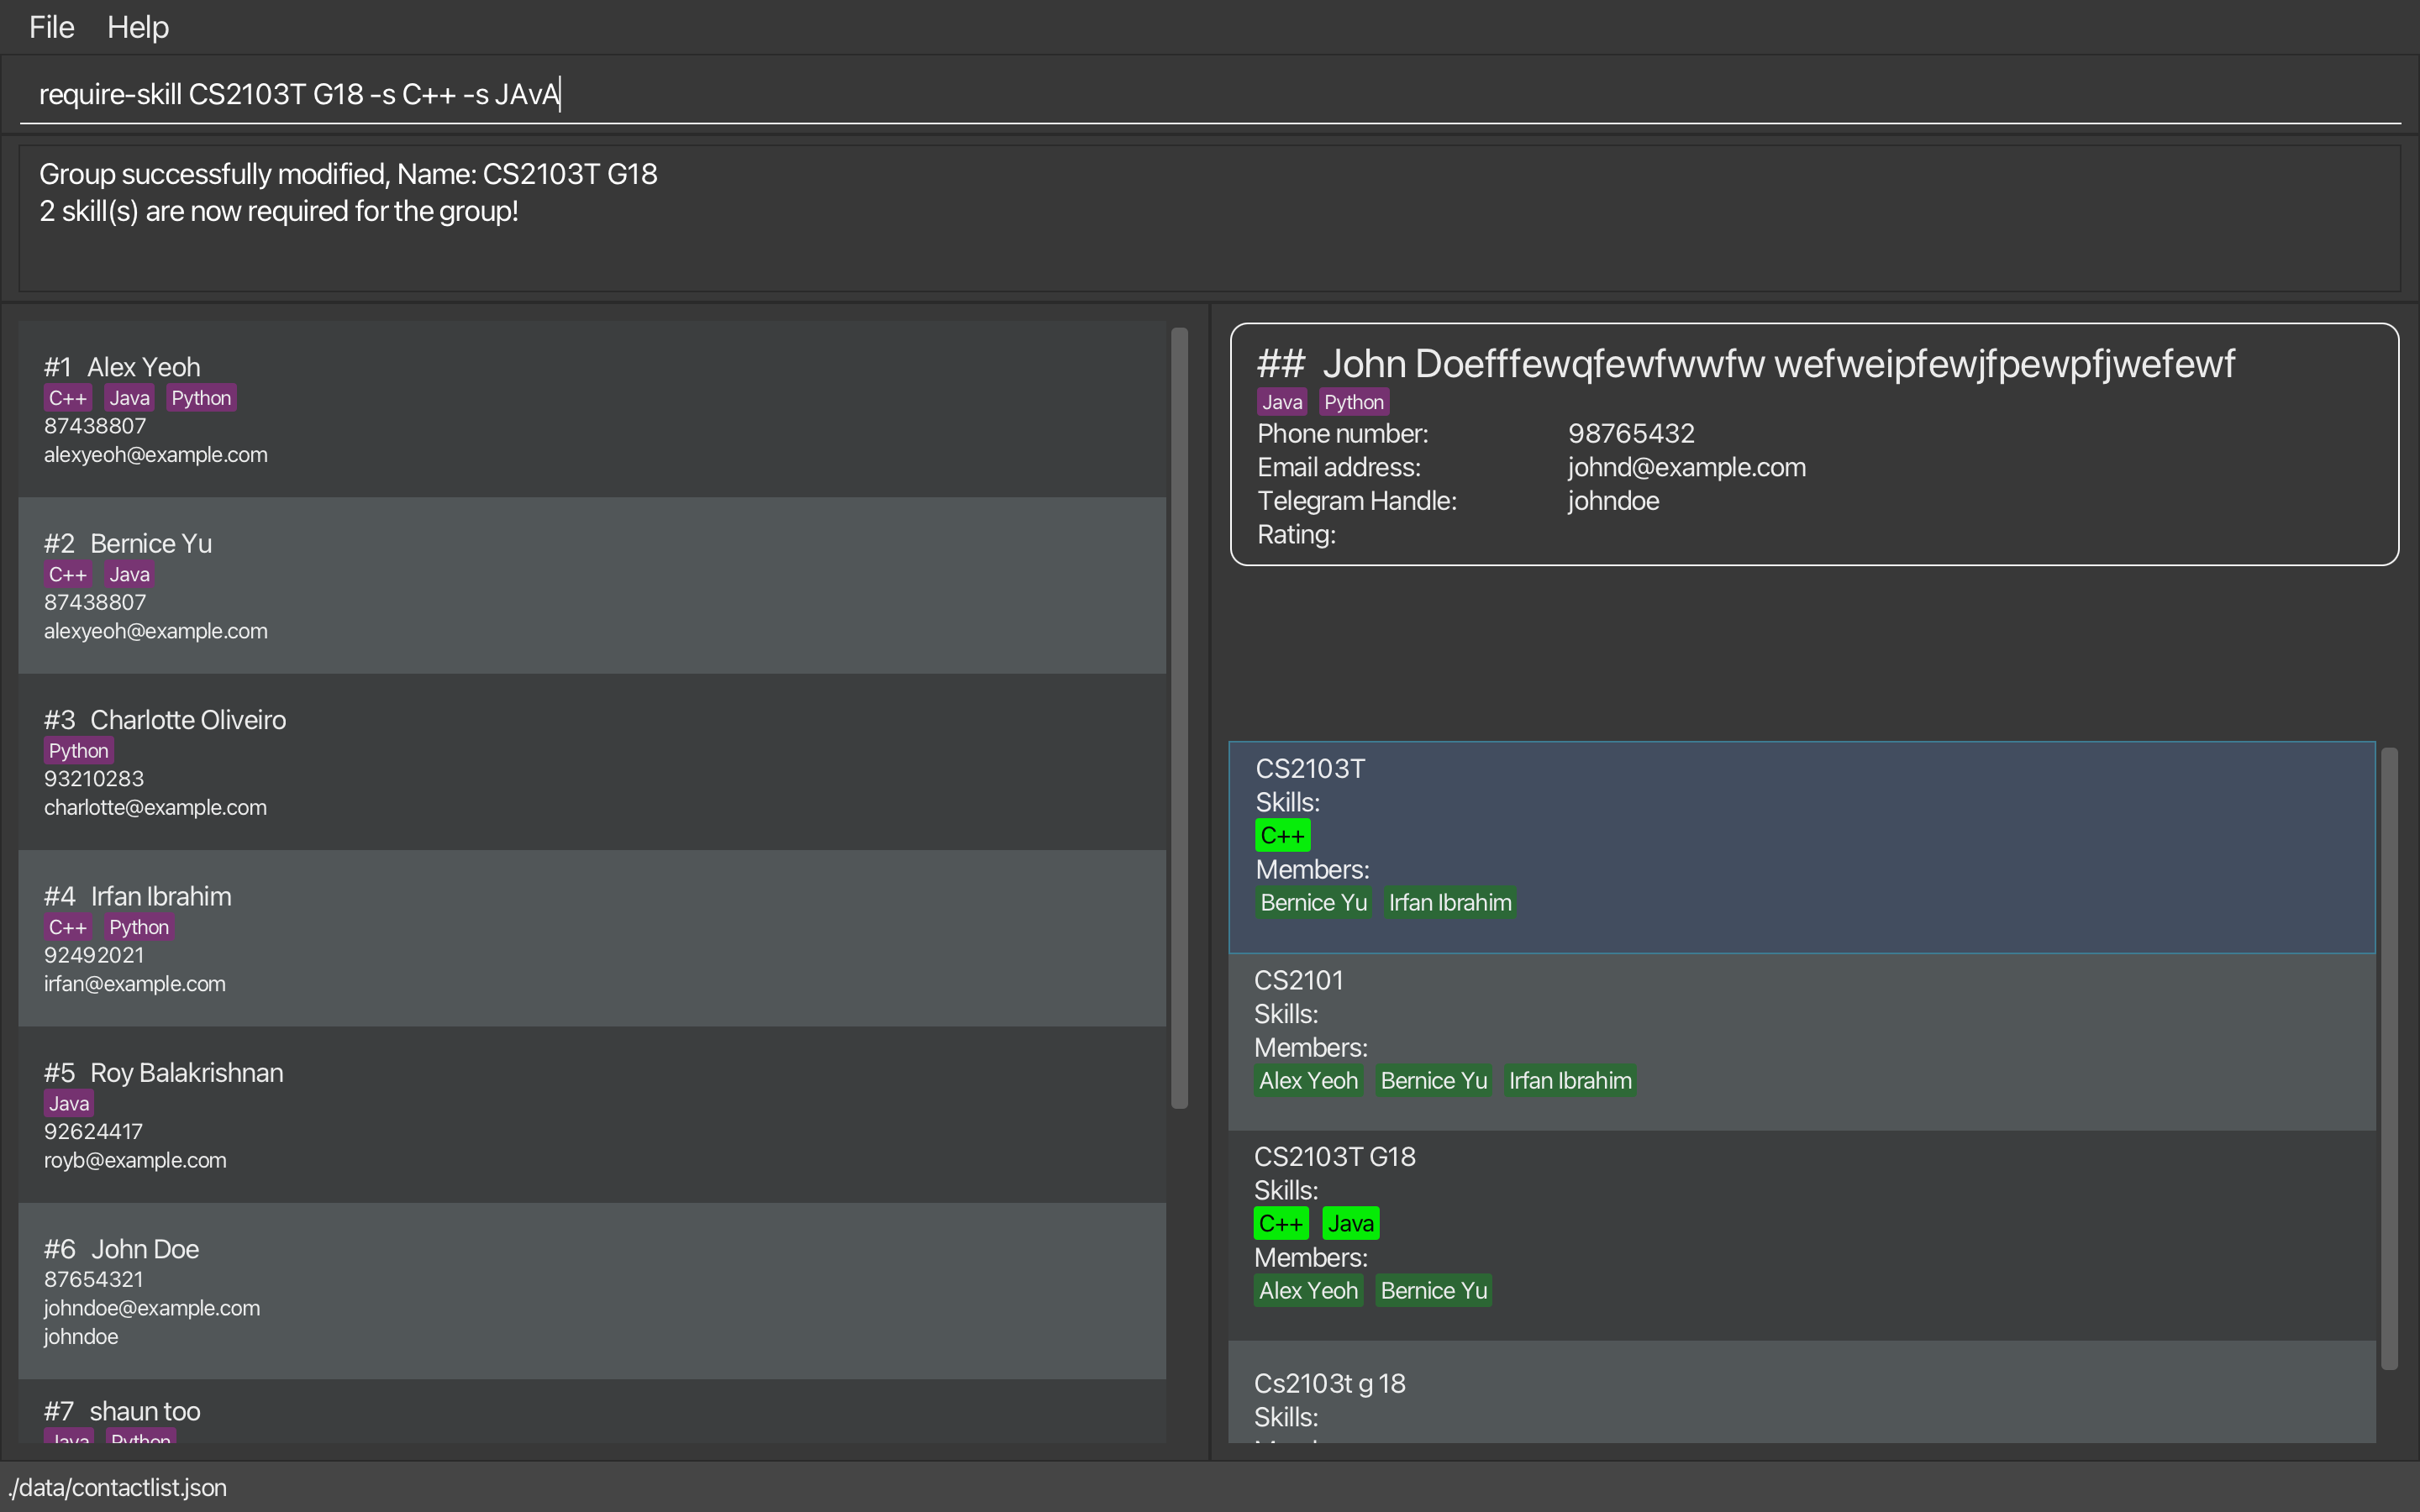 File Help
require-skill CS2103T G18 -s C++ -s JAvA
Group successfully modified, Name: CS2103T G18
2 skill(s) are now required for the group!
#1 Alex Yeoh
C++ Java Python
87438807
alexyeoh@example.com
#2 Bernice Yu
C++ Java
87438807
alexyeoh@example.com
#3 Charlotte Oliveiro
Python
93210283
charlotte@example.com
#4 Irfan Ibrahim
C++ Python
92492021
irfan@example.com
#5 Roy Balakrishnan
Java
92624417
royb@example.com
#6 John Doe
87654321
johndoe@example.com
johndoe
#7 shaun too
Java Python
## John Doefffewqfewfwwfw wefweipfewjfpewpfjwefewf
Java Python
Phone number: 98765432
Email address: johnd@example.com
Telegram Handle: johndoe
Rating:
CS2103T
Skills:
C++
Members:
Bernice Yu Irfan Ibrahim
CS2101
Skills:
Members:
Alex Yeoh Bernice Yu Irfan Ibrahim
CS2103T G18
Skills:
C++ Java
Members:
Alex Yeoh Bernice Yu
Cs2103t g 18
Skills:
./data/contactlist.json